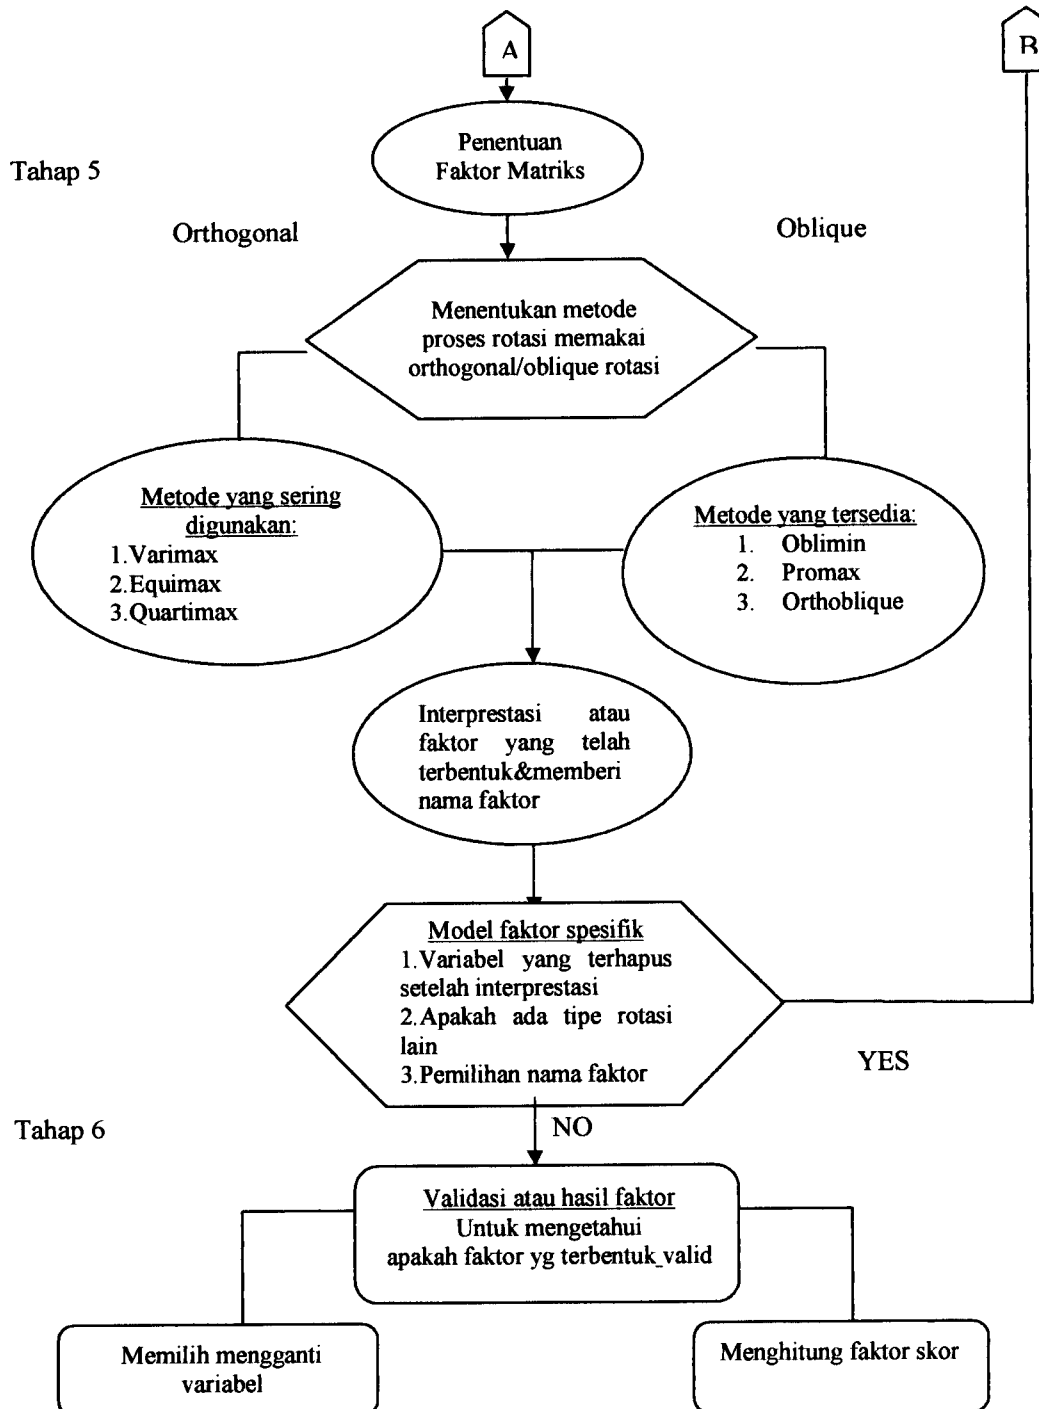 A
B
Penentuan
Faktor Matriks
Tahap 5
Orthogonal
Oblique
Menentukan metode
proses rotasi memakai
orthogonal/oblique rotasi
Metode yang sering
digunakan:
1.Varimax
2.Equimax
3.Quartimax
Metode yang tersedia:
1. Oblimin
2. Promax
3. Orthoblique
Interprestasi atau
faktor yang telah
terbentuk&memberi
nama faktor
Model faktor spesifik
1.Variabel yang terhapus
setelah interprestasi
2.Apakah ada tipe rotasi
lain
3.Pemilihan nama faktor
YES
Tahap 6
NO
Validasi atau hasil faktor
Untuk mengetahui
apakah faktor yg terbentuk_valid
Memilih mengganti
variabel
Menghitung faktor skor